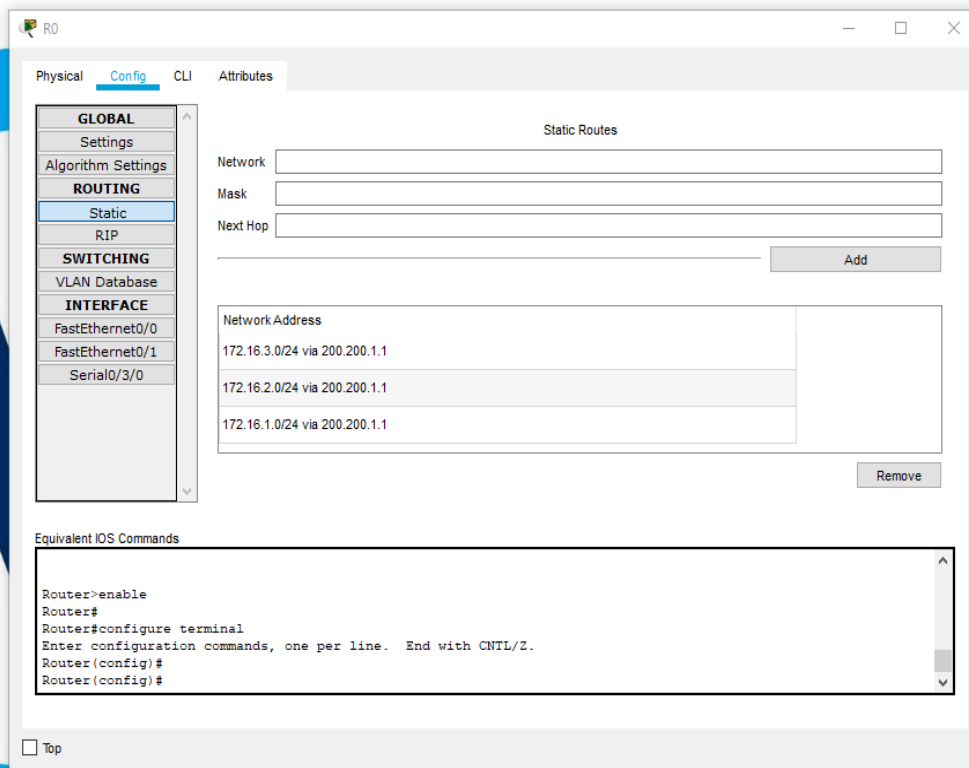 R0
Physical Config CLI Attributes
GLOBAL
Settings
Algorithm Settings
ROUTING
Static
RIP
SWITCHING
VLAN Database
INTERFACE
FastEthernet0/0
FastEthernet0/1
Serial0/3/0
Static Routes
Network
Mask
Next Hop
Add
Network Address
172.16.3.0/24 via 200.200.1.1
172.16.2.0/24 via 200.200.1.1
172.16.1.0/24 via 200.200.1.1
Remove
Equivalent IOS Commands
Router>enable
Router#
Router#configure terminal
Enter configuration commands, one per line.  End with CNTL/Z.
Router(config)#
Router(config)#
Top